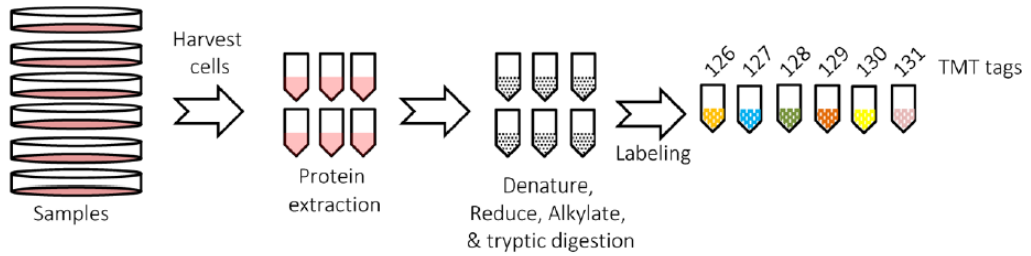 Samples
Harvest
cells
Protein
extraction
Denature,
Reduce, Alkylate,
& tryptic digestion
Labeling
126 127 128 129 130 131 TMT tags